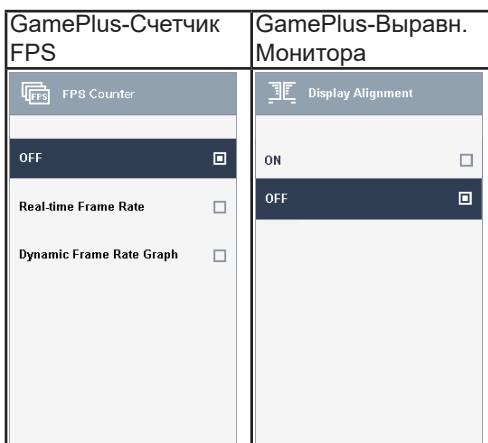 GamePlus-Счетчик
FPS
GamePlus-Выравн.
Монитора
FPS
FPS Counter
OFF
Real-time Frame Rate
Dynamic Frame Rate Graph
Display Alignment
ON
OFF